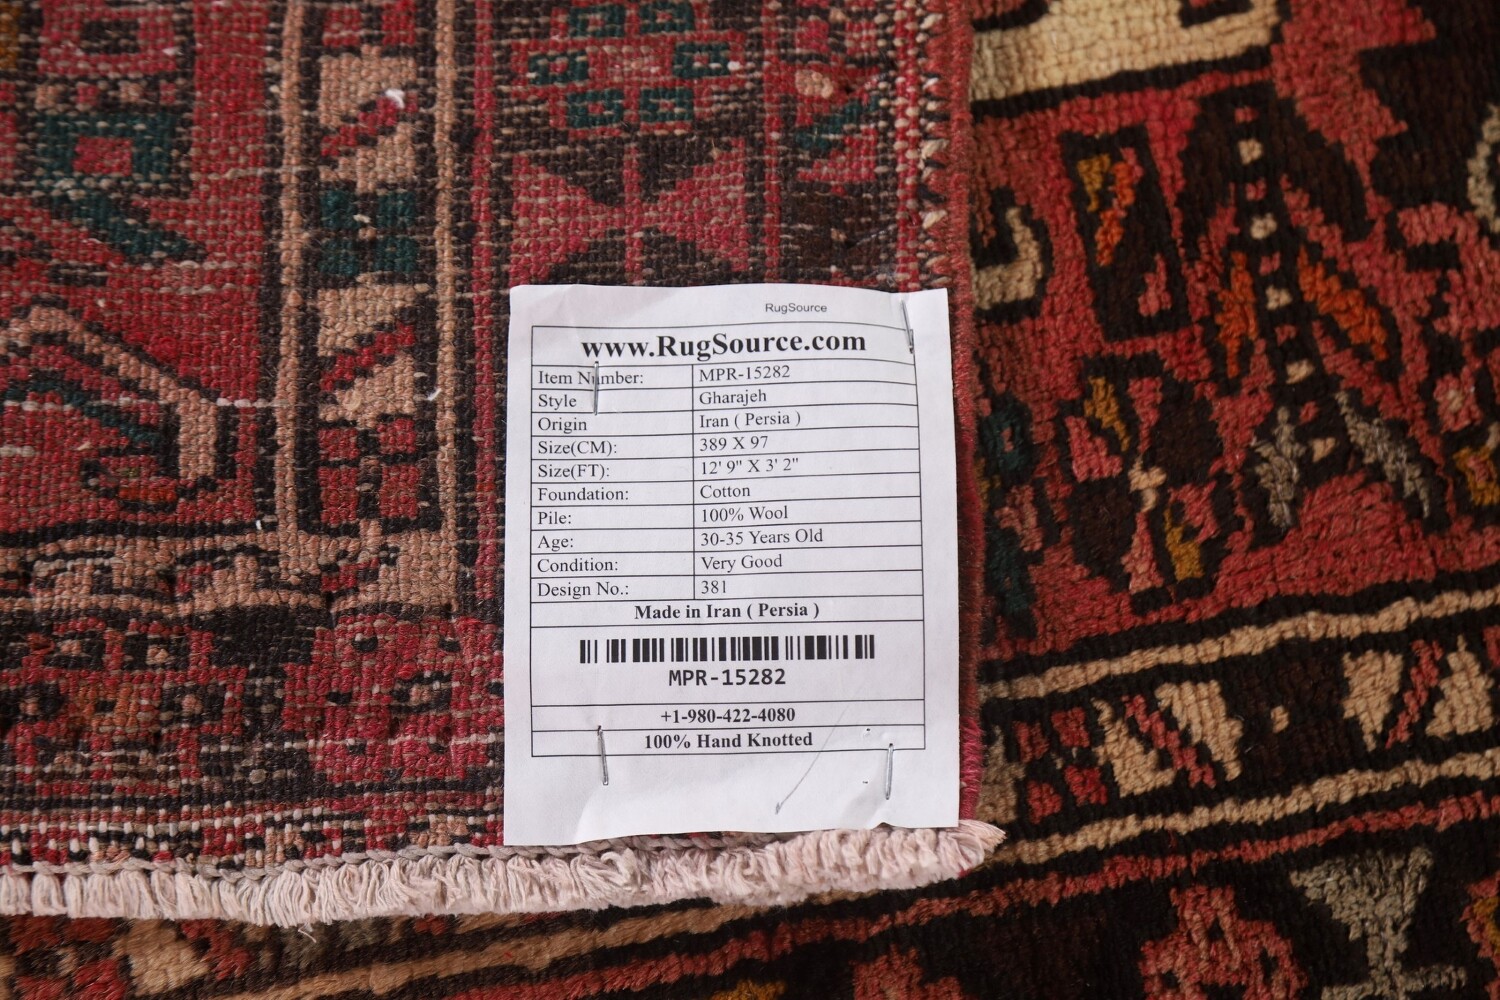 RugSource
www.RugSource.com
Item Number: MPR-15282
Style Gharajeh
Origin Iran ( Persia )
Size(CM): 389 X 97
Size(FT): 12' 9" X 3' 2"
Foundation: Cotton
Pile: 100% Wool
Age: 30-35 Years Old
Condition: Very Good
Design No.: 381
Made in Iran ( Persia )
MPR-15282
+1-980-422-4080
100% Hand Knotted